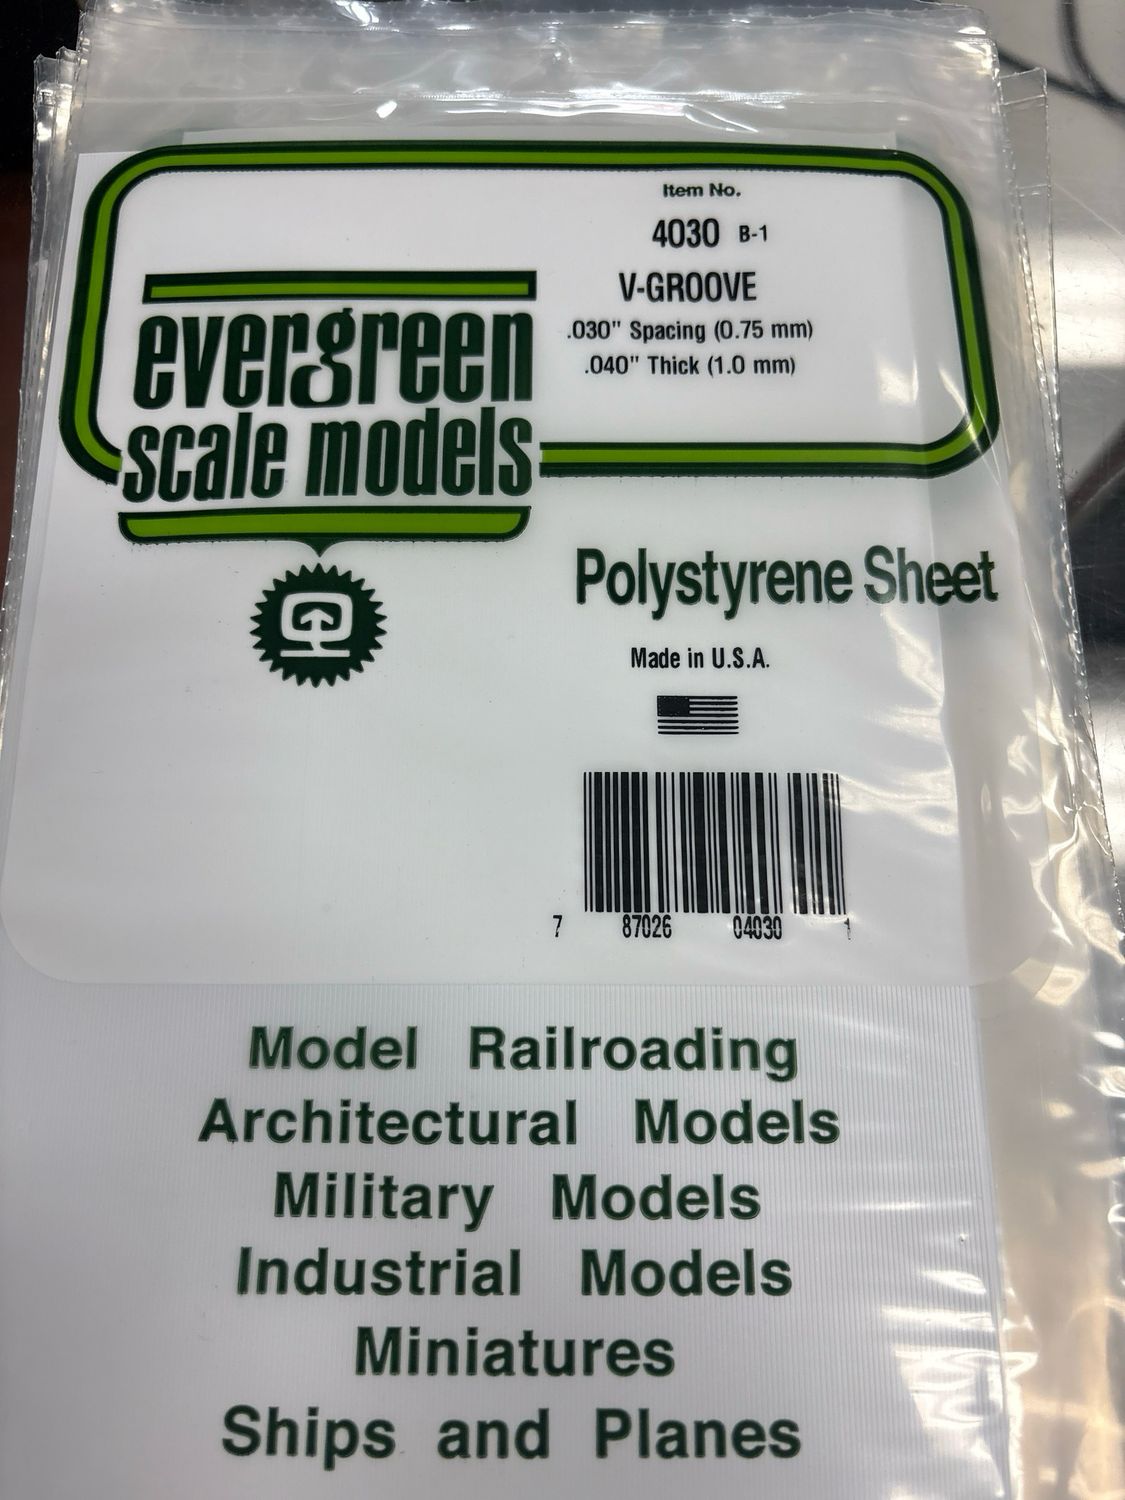 Item No.
4030 B-1
V-GROOVE
.030" Spacing (0.75 mm)
.040" Thick (1.0 mm)
evergreen
scale models
Polystyrene Sheet
Made in U.S.A.
7 87026 04030 1
Model Railroading
Architectural Models
Military Models
Industrial Models
Miniatures
Ships and Planes